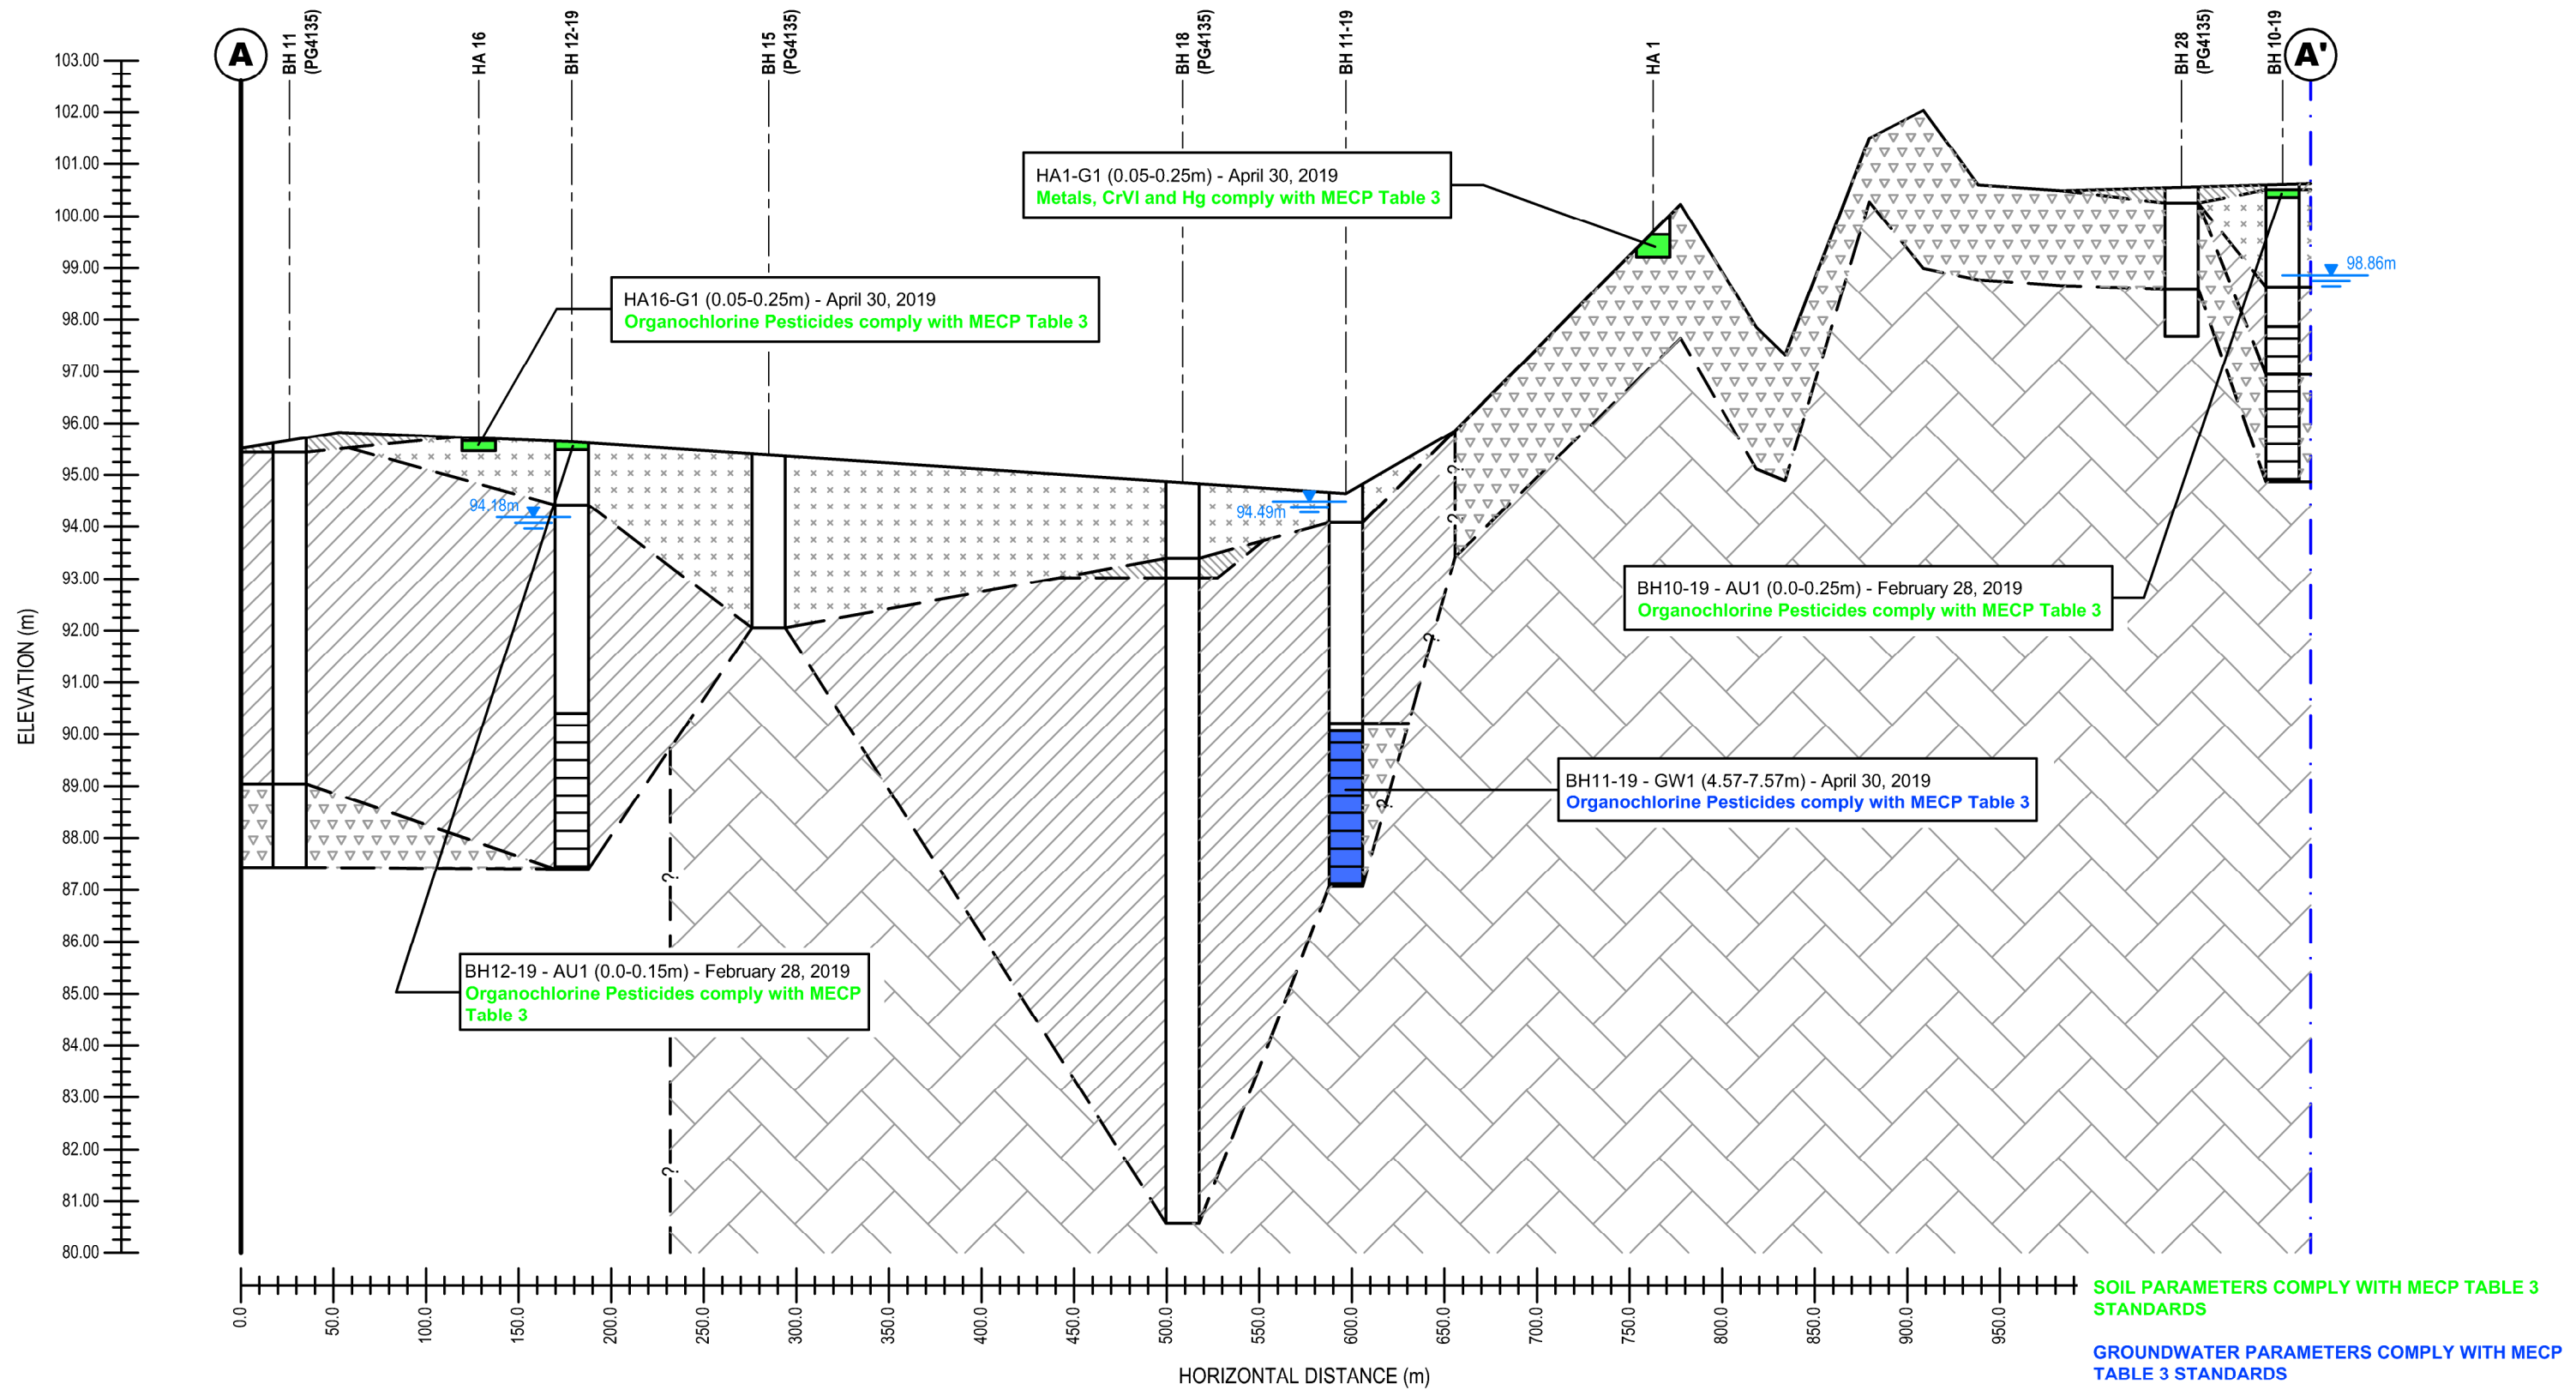 A
BH 11
(PG4135)
HA 16
BH 12-19
BH 15
(PG4135)
BH 18
(PG4135)
BH 11-19
HA 1
BH 28
(PG4135)
BH 10-19
A'
103.00
102.00
101.00
100.00
99.00
98.00
97.00
96.00
95.00
94.00
93.00
92.00
91.00
90.00
89.00
88.00
87.00
86.00
85.00
84.00
83.00
82.00
81.00
80.00
ELEVATION (m)
HA1-G1 (0.05-0.25m) - April 30, 2019
Metals, CrVI and Hg comply with MECP Table 3
HA16-G1 (0.05-0.25m) - April 30, 2019
Organochlorine Pesticides comply with MECP Table 3
98.86m
94.18m
94.49m
?
?
?
?
?
?
BH10-19 - AU1 (0.0-0.25m) - February 28, 2019
Organochlorine Pesticides comply with MECP Table 3
BH11-19 - GW1 (4.57-7.57m) - April 30, 2019
Organochlorine Pesticides comply with MECP Table 3
BH12-19 - AU1 (0.0-0.15m) - February 28, 2019
Organochlorine Pesticides comply with MECP
Table 3
0.0
50.0
100.0
150.0
200.0
250.0
300.0
350.0
400.0
450.0
500.0
550.0
600.0
650.0
700.0
750.0
800.0
850.0
900.0
950.0
HORIZONTAL DISTANCE (m)
SOIL PARAMETERS COMPLY WITH MECP TABLE 3
STANDARDS
GROUNDWATER PARAMETERS COMPLY WITH MECP
TABLE 3 STANDARDS